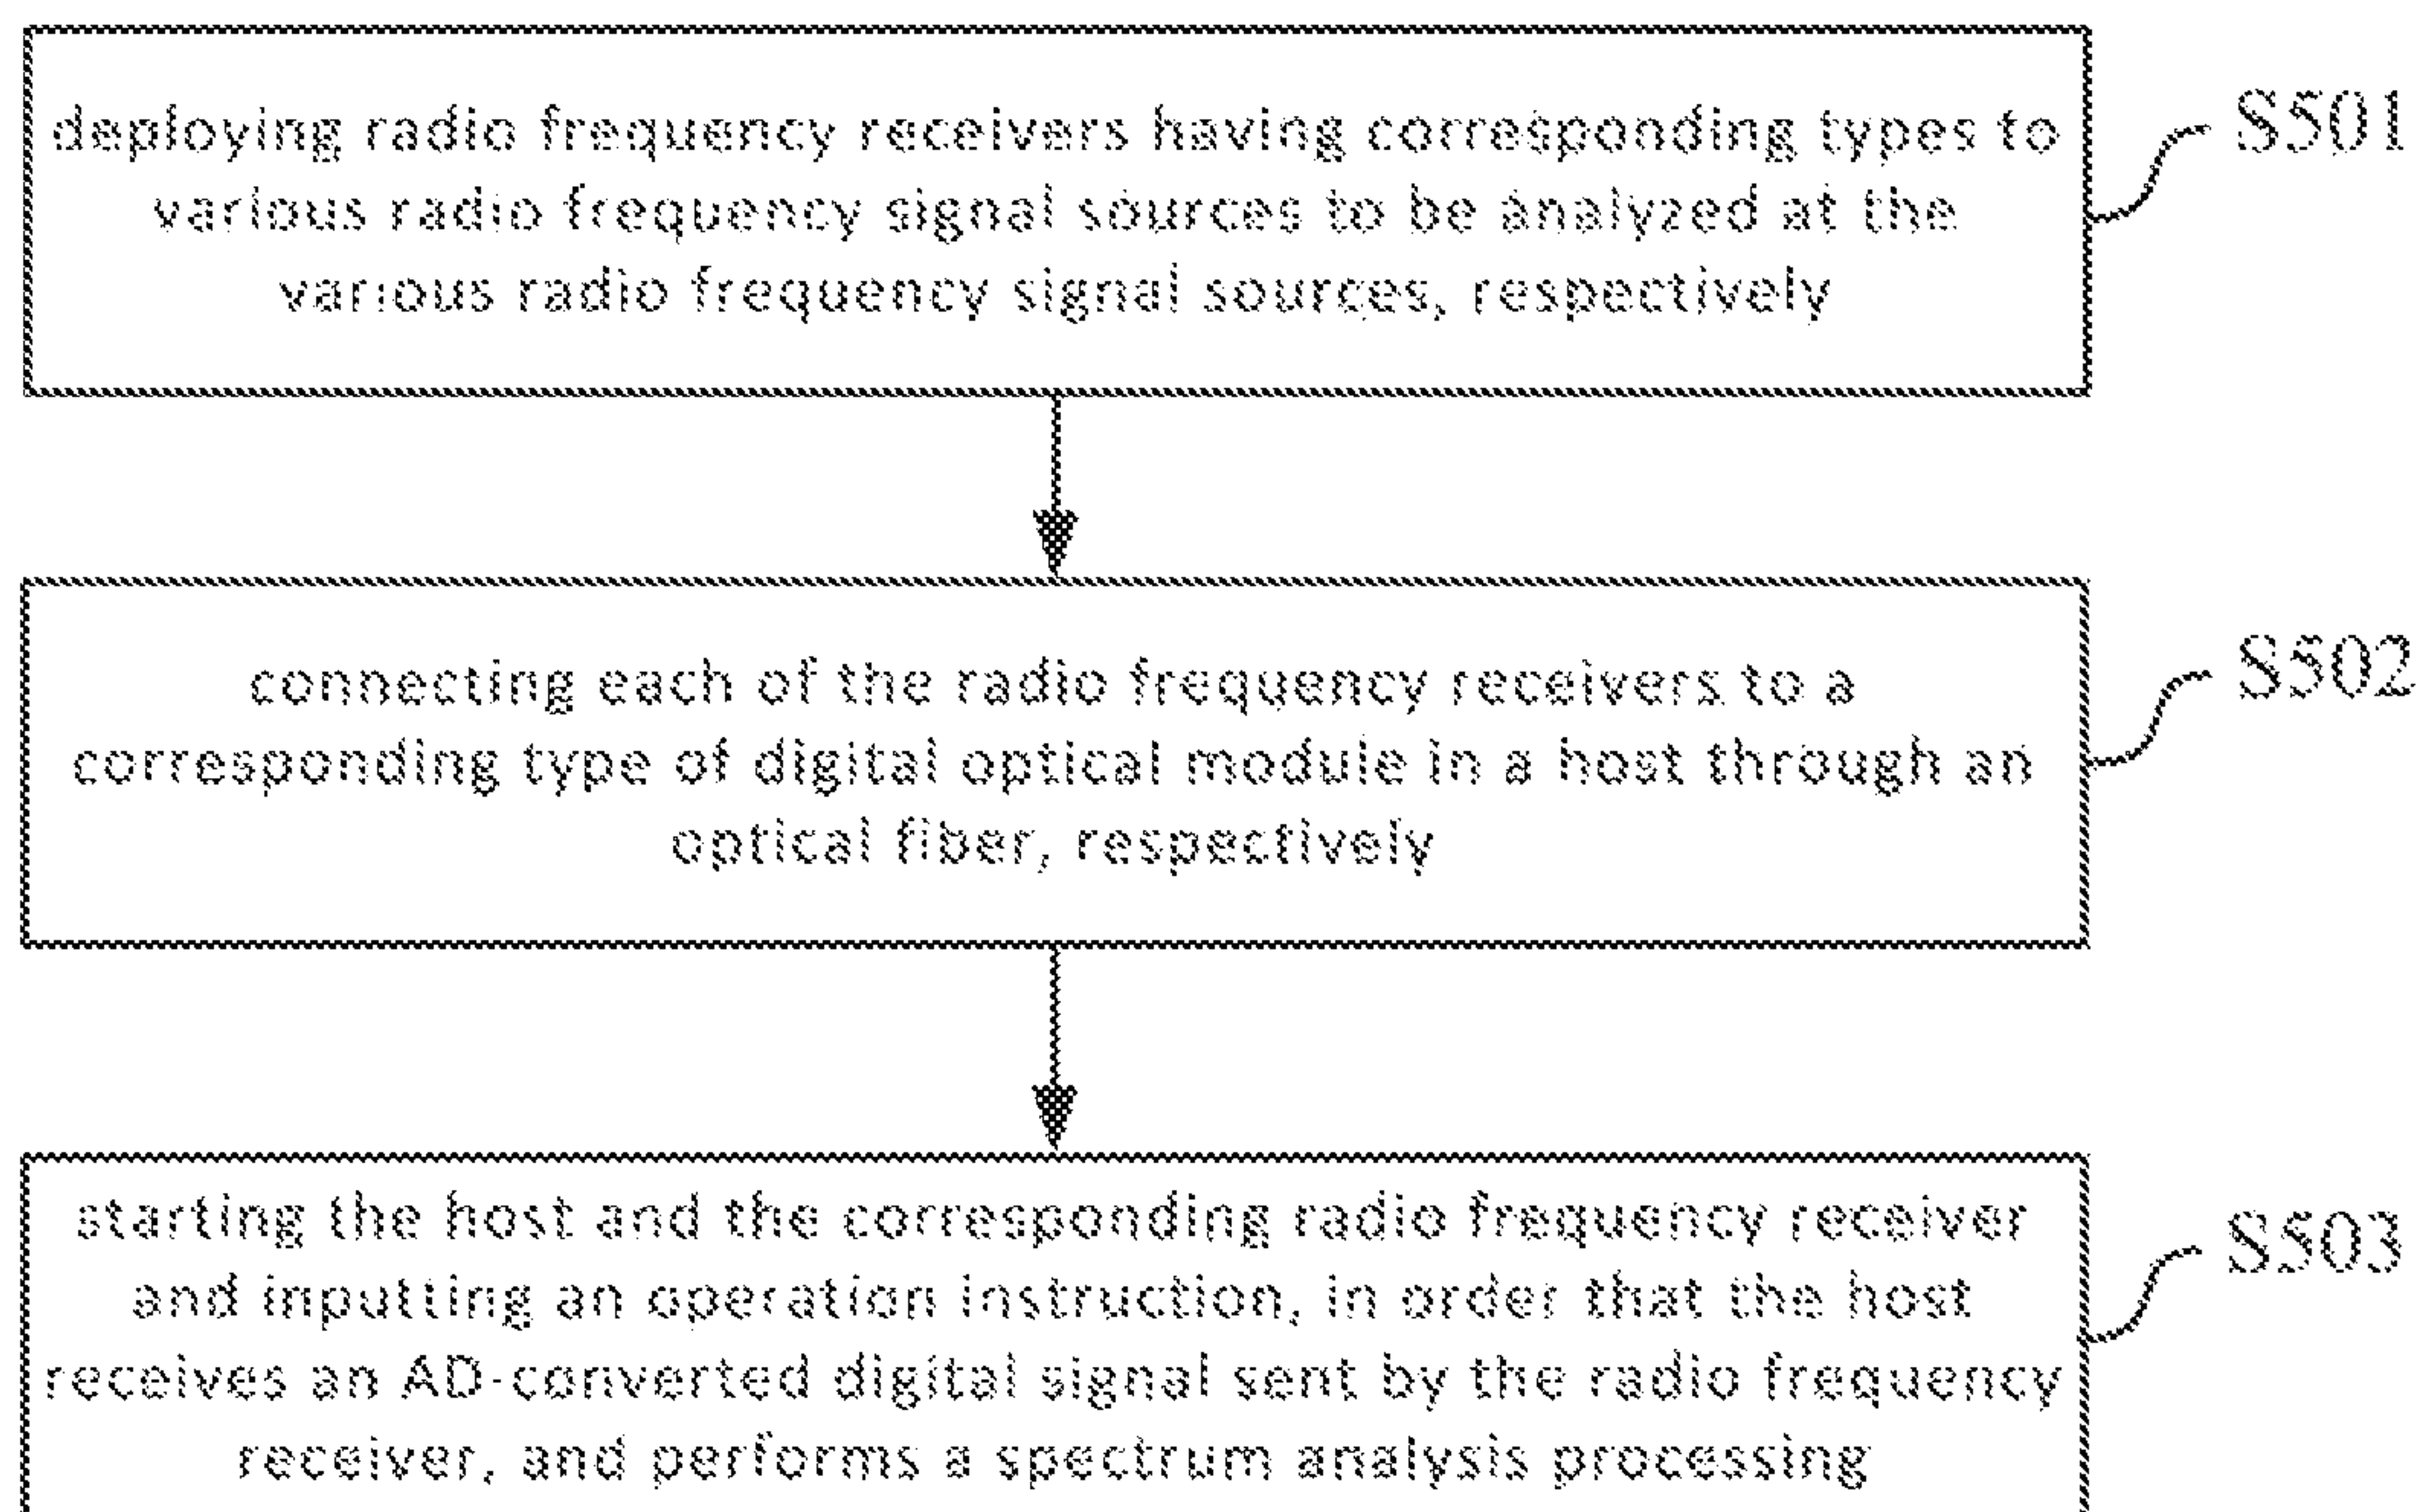 deploying radio frequency receivers having corresponding types to
various radio frequency signal sources to be analyzed at the
various radio frequency signal sources, respectively
S501
connecting each of the radio frequency receivers to a
corresponding type of digital optical module in a host through an
optical fiber, respectively
S502
starting the host and the corresponding radio frequency receiver
and inputting an operation instruction, in order that the host
receives an AD-converted digital signal sent by the radio frequency
receiver, and performs a spectrum analysis processing
S503